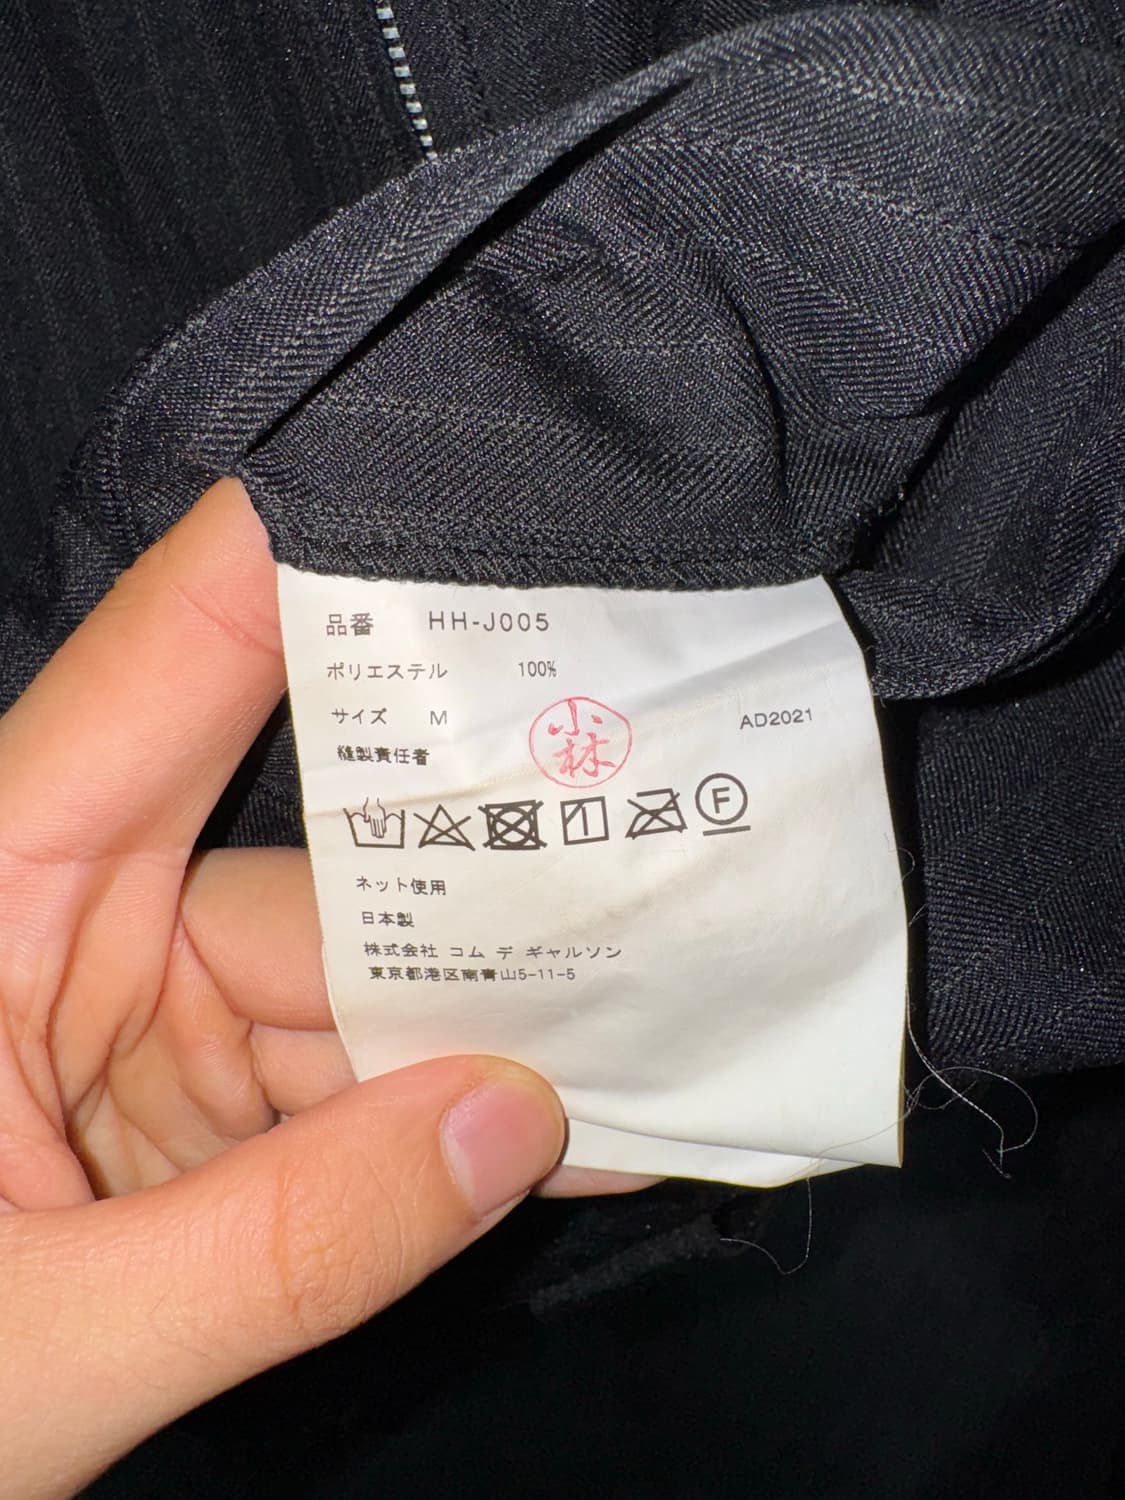 品番 HH-J005
ポリエステル 100%
サイズ M 小林 AD2021
縫製責任者
F
ネット使用
日本製
株式会社 コム デ ギャルソン
東京都港区南青山5-11-5